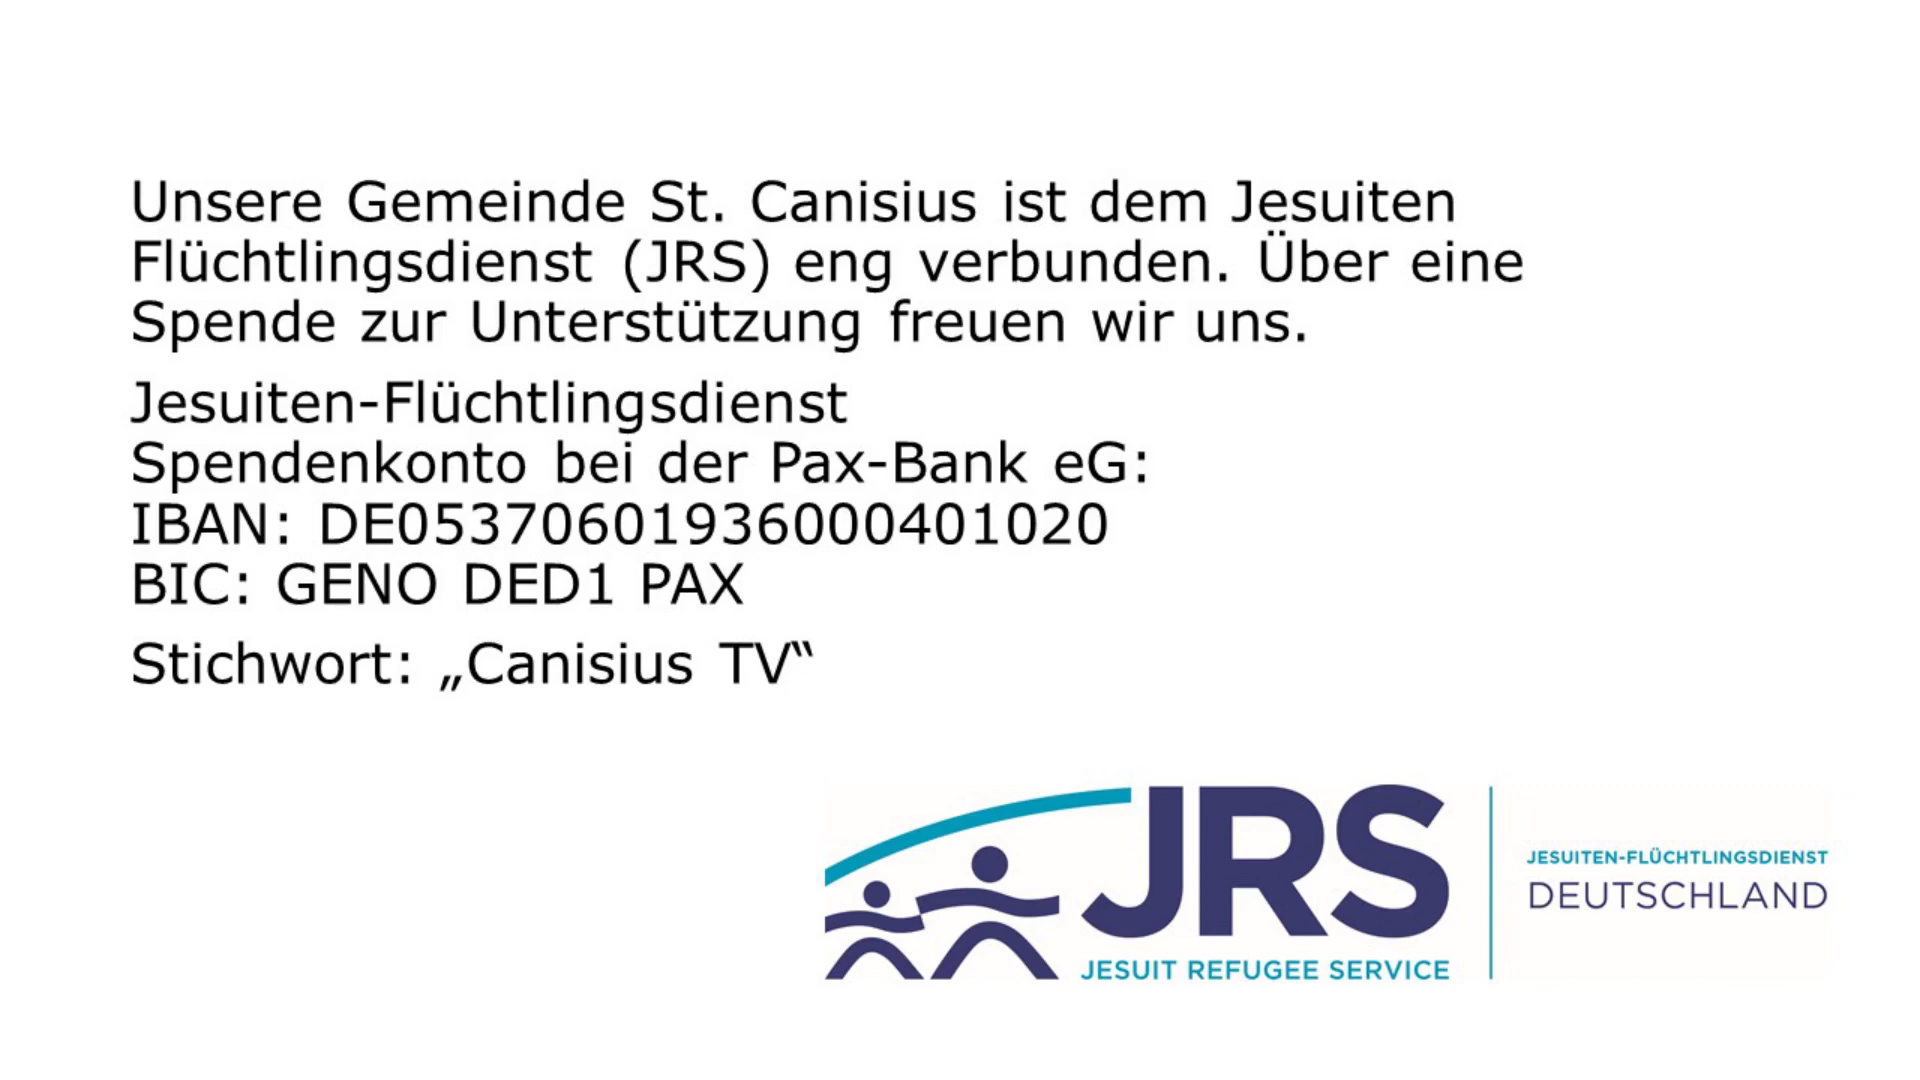 Unsere Gemeinde St. Canisius ist dem Jesuiten
Flüchtlingsdienst (JRS) eng verbunden. Über eine
Spende zur Unterstützung freuen wir uns.
Jesuiten-Flüchtlingsdienst
Spendenkonto bei der Pax-Bank eG:
IBAN: DE05370601936000401020
BIC: GENO DED1 PAX
Stichwort: „Canisius TV“
JRS
JESUIT REFUGEE SERVICE
JESUITEN-FLÜCHTLINGSDIENST
DEUTSCHLAND